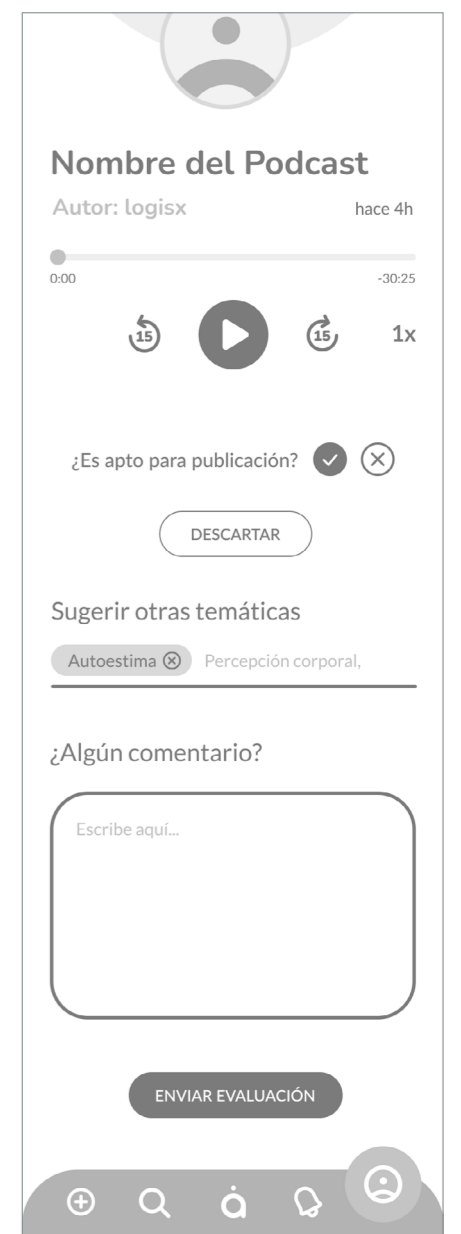 Nombre del Podcast
Autor: logisx
hace 4h
0:00
-30:25
15
15
1x
¿Es apto para publicación?
DESCARTAR
Sugerir otras temáticas
Autoestima
Percepción corporal,
¿Algún comentario?
Escribe aquí...
ENVIAR EVALUACIÓN